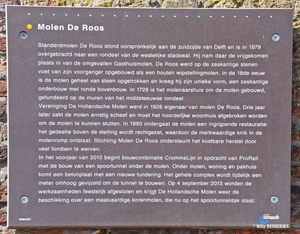 Molen De Roos
Standerdmolen De Roos stond oorspronkelijk aan de zuidzijde van Delft en is in 1679
overgebracht naar een rondeel van de westelijke stadswal. Hij nam daar de vrijgekomen
plaats in van de omgevallen Gasthuismolen. De Roos werd op de zeskantige stenen
voet van zijn voorganger opgebouwd als een houten wipstellingmolen. In de 18de eeuw
is de molen geheel van steen opgetrokken en kreeg hij zijn unieke vorm, een zeskantige
onderbouw met ronde bovenbouw. In 1728 is het molenaarshuis om de molen gebouwd,
gefundeerd op de muren van het middeleeuwse rondeel.
Vereniging De Hollandsche Molen werd in 1926 eigenaar van molen De Roos. Drie jaar
later zakt de molen ernstig scheef en moet het noordelijke woonhuis afgebroken worden
om de molen te kunnen stutten. In 1990 ondergaat de molen een ingrijpende restauratie
het gedeelte boven de stelling wordt rechtgezet, waardoor de merkwaardige knik in de
molenromp ontstaat. Stichting Molen De Roos ondersteunt het kostbare herstel door
veel fondsen te werven.
In het voorjaar van 2010 begint bouwcombinatie CrommeLijn in opdracht van ProRail
met de bouw van een spoortunnel onder de molen. Onder molen, woning en pakhuis
komt een betonplaat met een nieuwe fundering. Het gehele complex wordt tijdelijk een
meter omhoog gevijzeld om de tunnel te bouwen. Op 4 september 2013 worden de
werkzaamheden feestelijk afgesloten en krijgt De Hollandsche Molen weer de
beschikking over een maalvaardige korenmolen, die nu op het spoortunneldak staat.